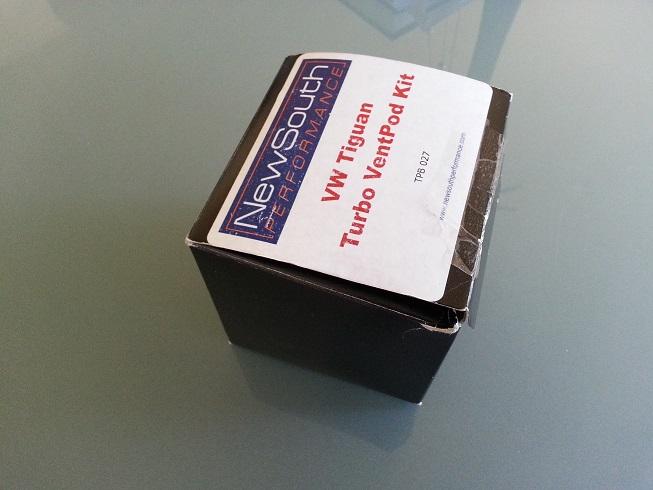 NewSouth
PERFORMANCE
VW Tiguan
Turbo VentPod Kit
TPB 027
www.newsouthperformance.com